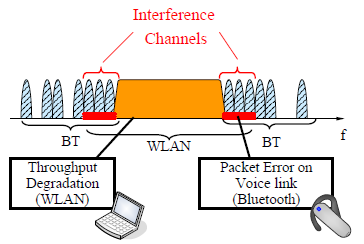 Interference
Channels
f
BT
WLAN
BT
Throughput
Degradation
(WLAN)
Packet Error on
Voice link
(Bluetooth)